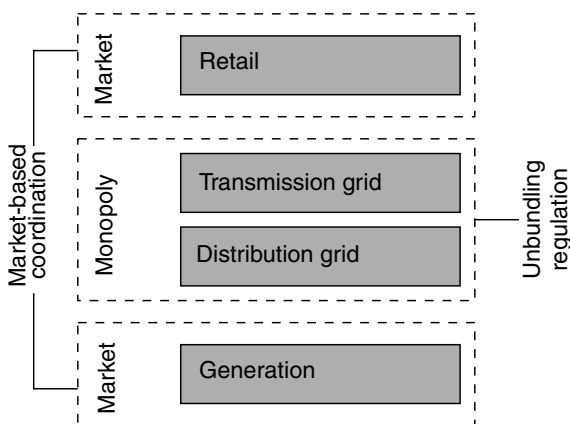 Market
Retail
Market-based
coordination
Monopoly
Transmission grid
Distribution grid
Unbundling
regulation
Market
Generation